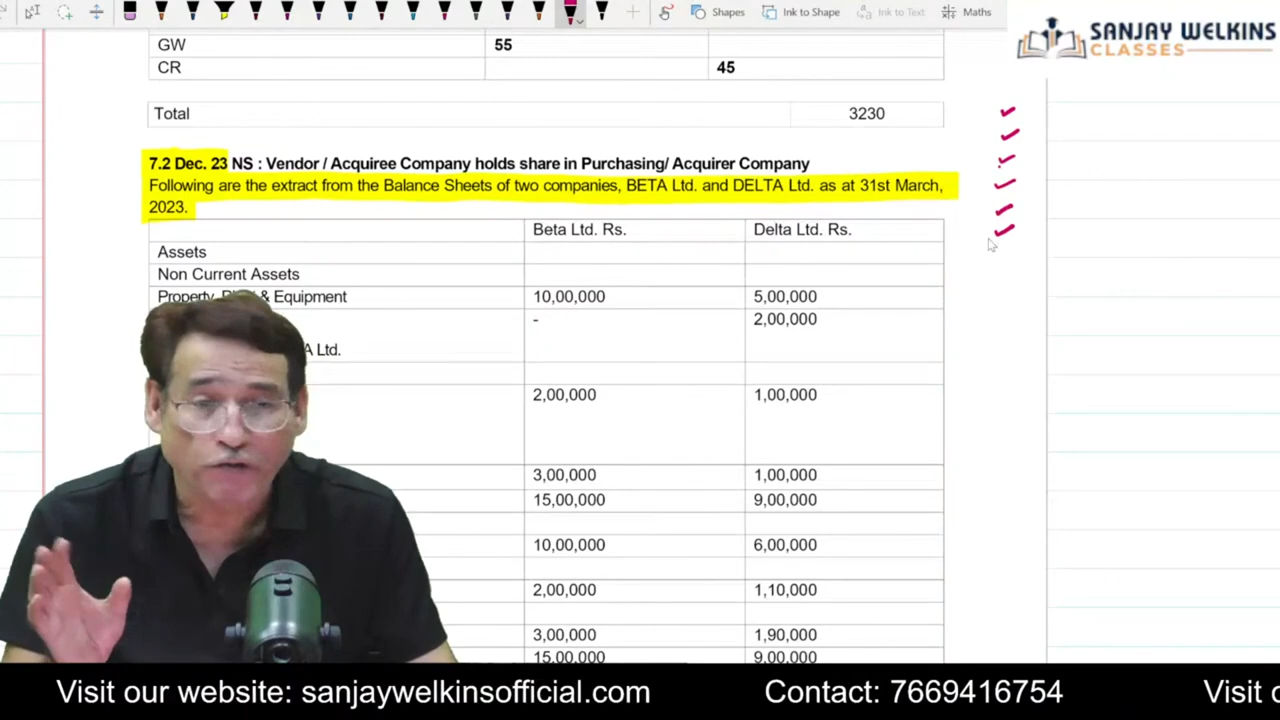 Shapes Ink to Shape Ink to Text Maths
SANJAY WELKINS
CLASSES
GW 55
CR 45
Total 3230
7.2 Dec. 23 NS : Vendor / Acquiree Company holds share in Purchasing/ Acquirer Company
Following are the extract from the Balance Sheets of two companies, BETA Ltd. and DELTA Ltd. as at 31st March,
2023.
Beta Ltd. Rs. Delta Ltd. Rs.
Assets
Non Current Assets
Property, & Equipment 10,00,000 5,00,000
- 2,00,000
Ltd.
2,00,000 1,00,000
3,00,000 1,00,000
15,00,000 9,00,000
10,00,000 6,00,000
2,00,000 1,10,000
3,00,000 1,90,000
15,00,000 9,00,000
Visit our website: sanjaywelkinsofficial.com Contact: 7669416754 Visit